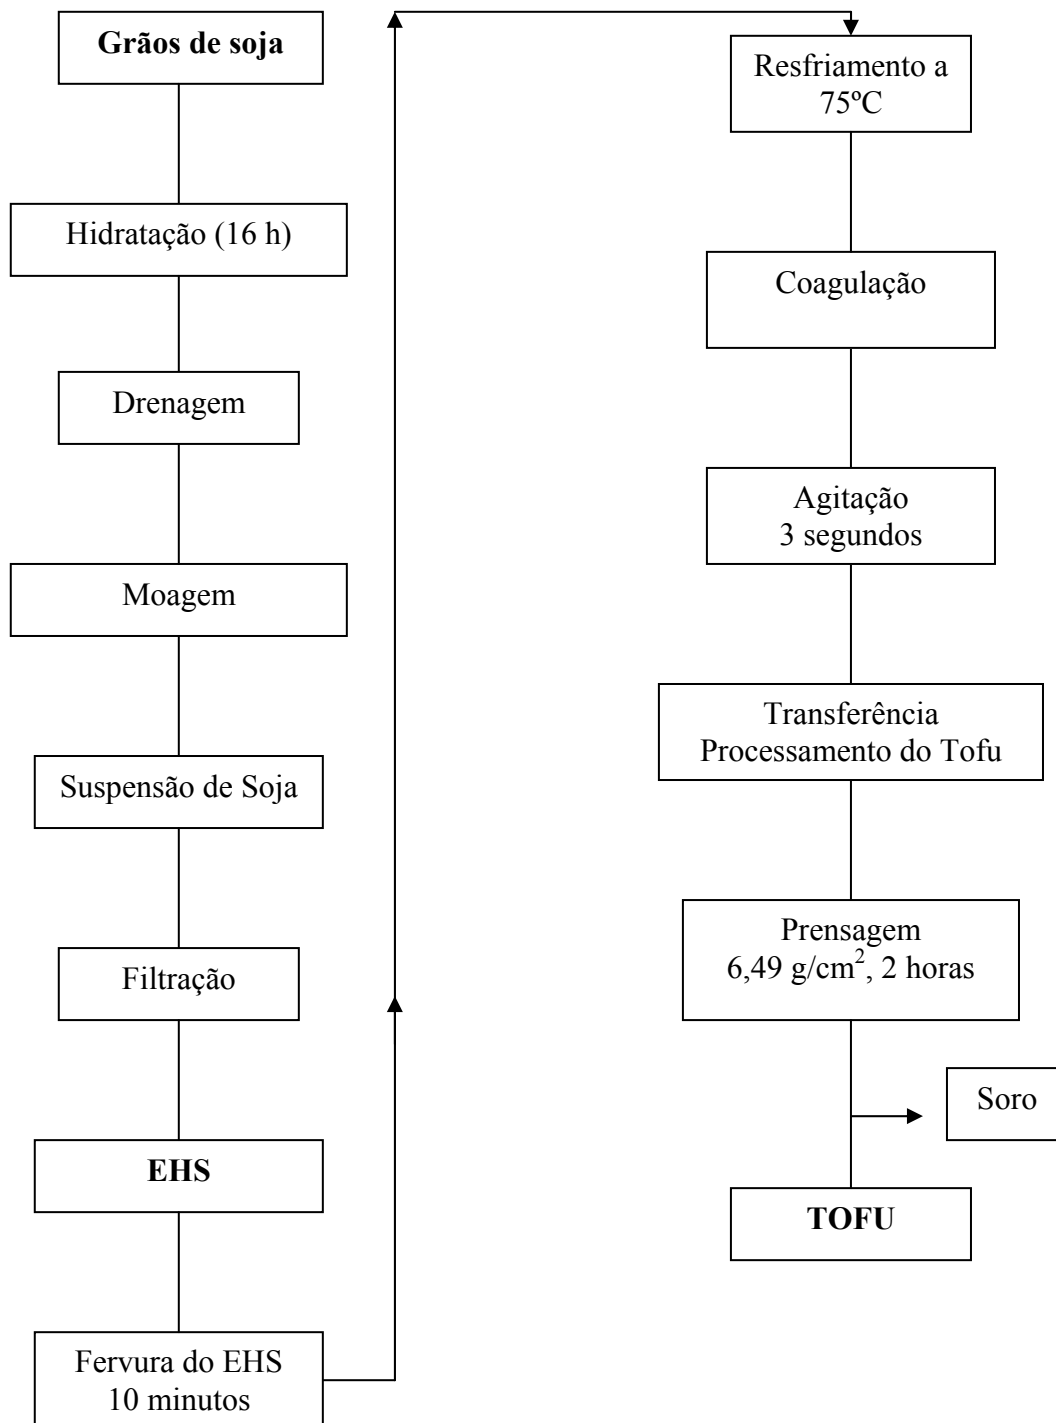 Grãos de soja
Hidratação (16 h)
Drenagem
Moagem
Suspensão de Soja
Filtração
EHS
Fervura do EHS
10 minutos
Resfriamento a
75ºC
Coagulação
Agitação
3 segundos
Transferência
Processamento do Tofu
Prensagem
6,49 g/cm², 2 horas
Soro
TOFU